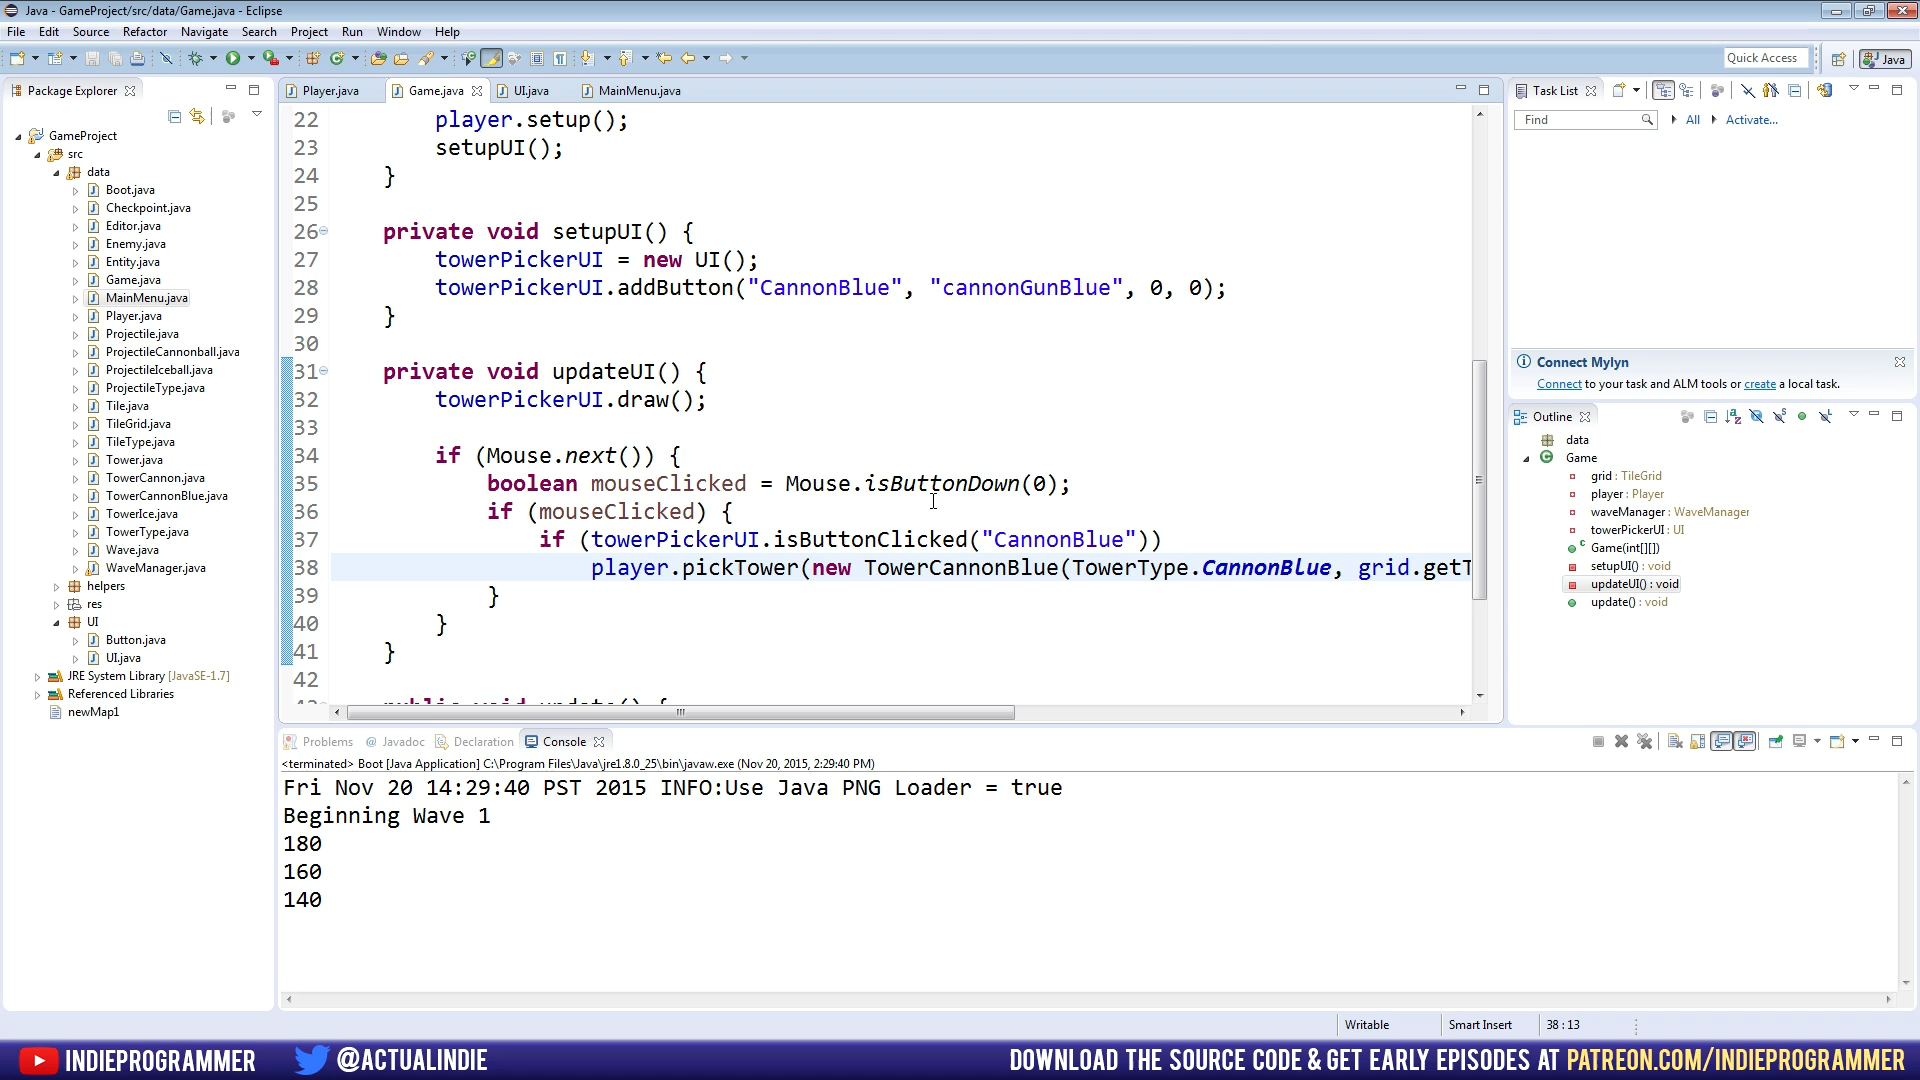 Java - GameProject/src/data/Game.java - Eclipse
File Edit Source Refactor Navigate Search Project Run Window Help
Quick Access
Java
Package Explorer
GameProject
src
data
Boot.java
Checkpoint.java
Editor.java
Enemy.java
Entity.java
Game.java
MainMenu.java
Player.java
Projectile.java
ProjectileCannonball.java
ProjectileIceball.java
ProjectileType.java
Tile.java
TileGrid.java
TileType.java
Tower.java
TowerCannon.java
TowerCannonBlue.java
TowerIce.java
TowerType.java
Wave.java
WaveManager.java
helpers
res
UI
Button.java
UI.java
JRE System Library [JavaSE-1.7]
Referenced Libraries
newMap1
Player.java Game.java UI.java MainMenu.java
22 player.setup();
23 setupUI();
24 }
25
26 private void setupUI() {
27 towerPickerUI = new UI();
28 towerPickerUI.addButton("CannonBlue", "cannonGunBlue", 0, 0);
29 }
30
31 private void updateUI() {
32 towerPickerUI.draw();
33
34 if (Mouse.next()) {
35 boolean mouseClicked = Mouse.isButtonDown(0);
36 if (mouseClicked) {
37 if (towerPickerUI.isButtonClicked("CannonBlue"))
38 player.pickTower(new TowerCannonBlue(TowerType.CannonBlue, grid.getT
39 }
40 }
41 }
42
Task List
Find All Activate...
Connect Mylyn
Connect to your task and ALM tools or create a local task.
Outline
data
Game
grid : TileGrid
player : Player
waveManager : WaveManager
towerPickerUI : UI
Game(int[][])
setupUI() : void
updateUI() : void
update() : void
Problems Javadoc Declaration Console
<terminated> Boot [Java Application] C:\Program Files\Java\jre1.8.0_25\bin\javaw.exe (Nov 20, 2015, 2:29:40 PM)
Fri Nov 20 14:29:40 PST 2015 INFO:Use Java PNG Loader = true
Beginning Wave 1
180
160
140
Writable Smart Insert 38 : 13
INDIEPROGRAMMER @ACTUALINDIE DOWNLOAD THE SOURCE CODE & GET EARLY EPISODES AT PATREON.COM/INDIEPROGRAMMER